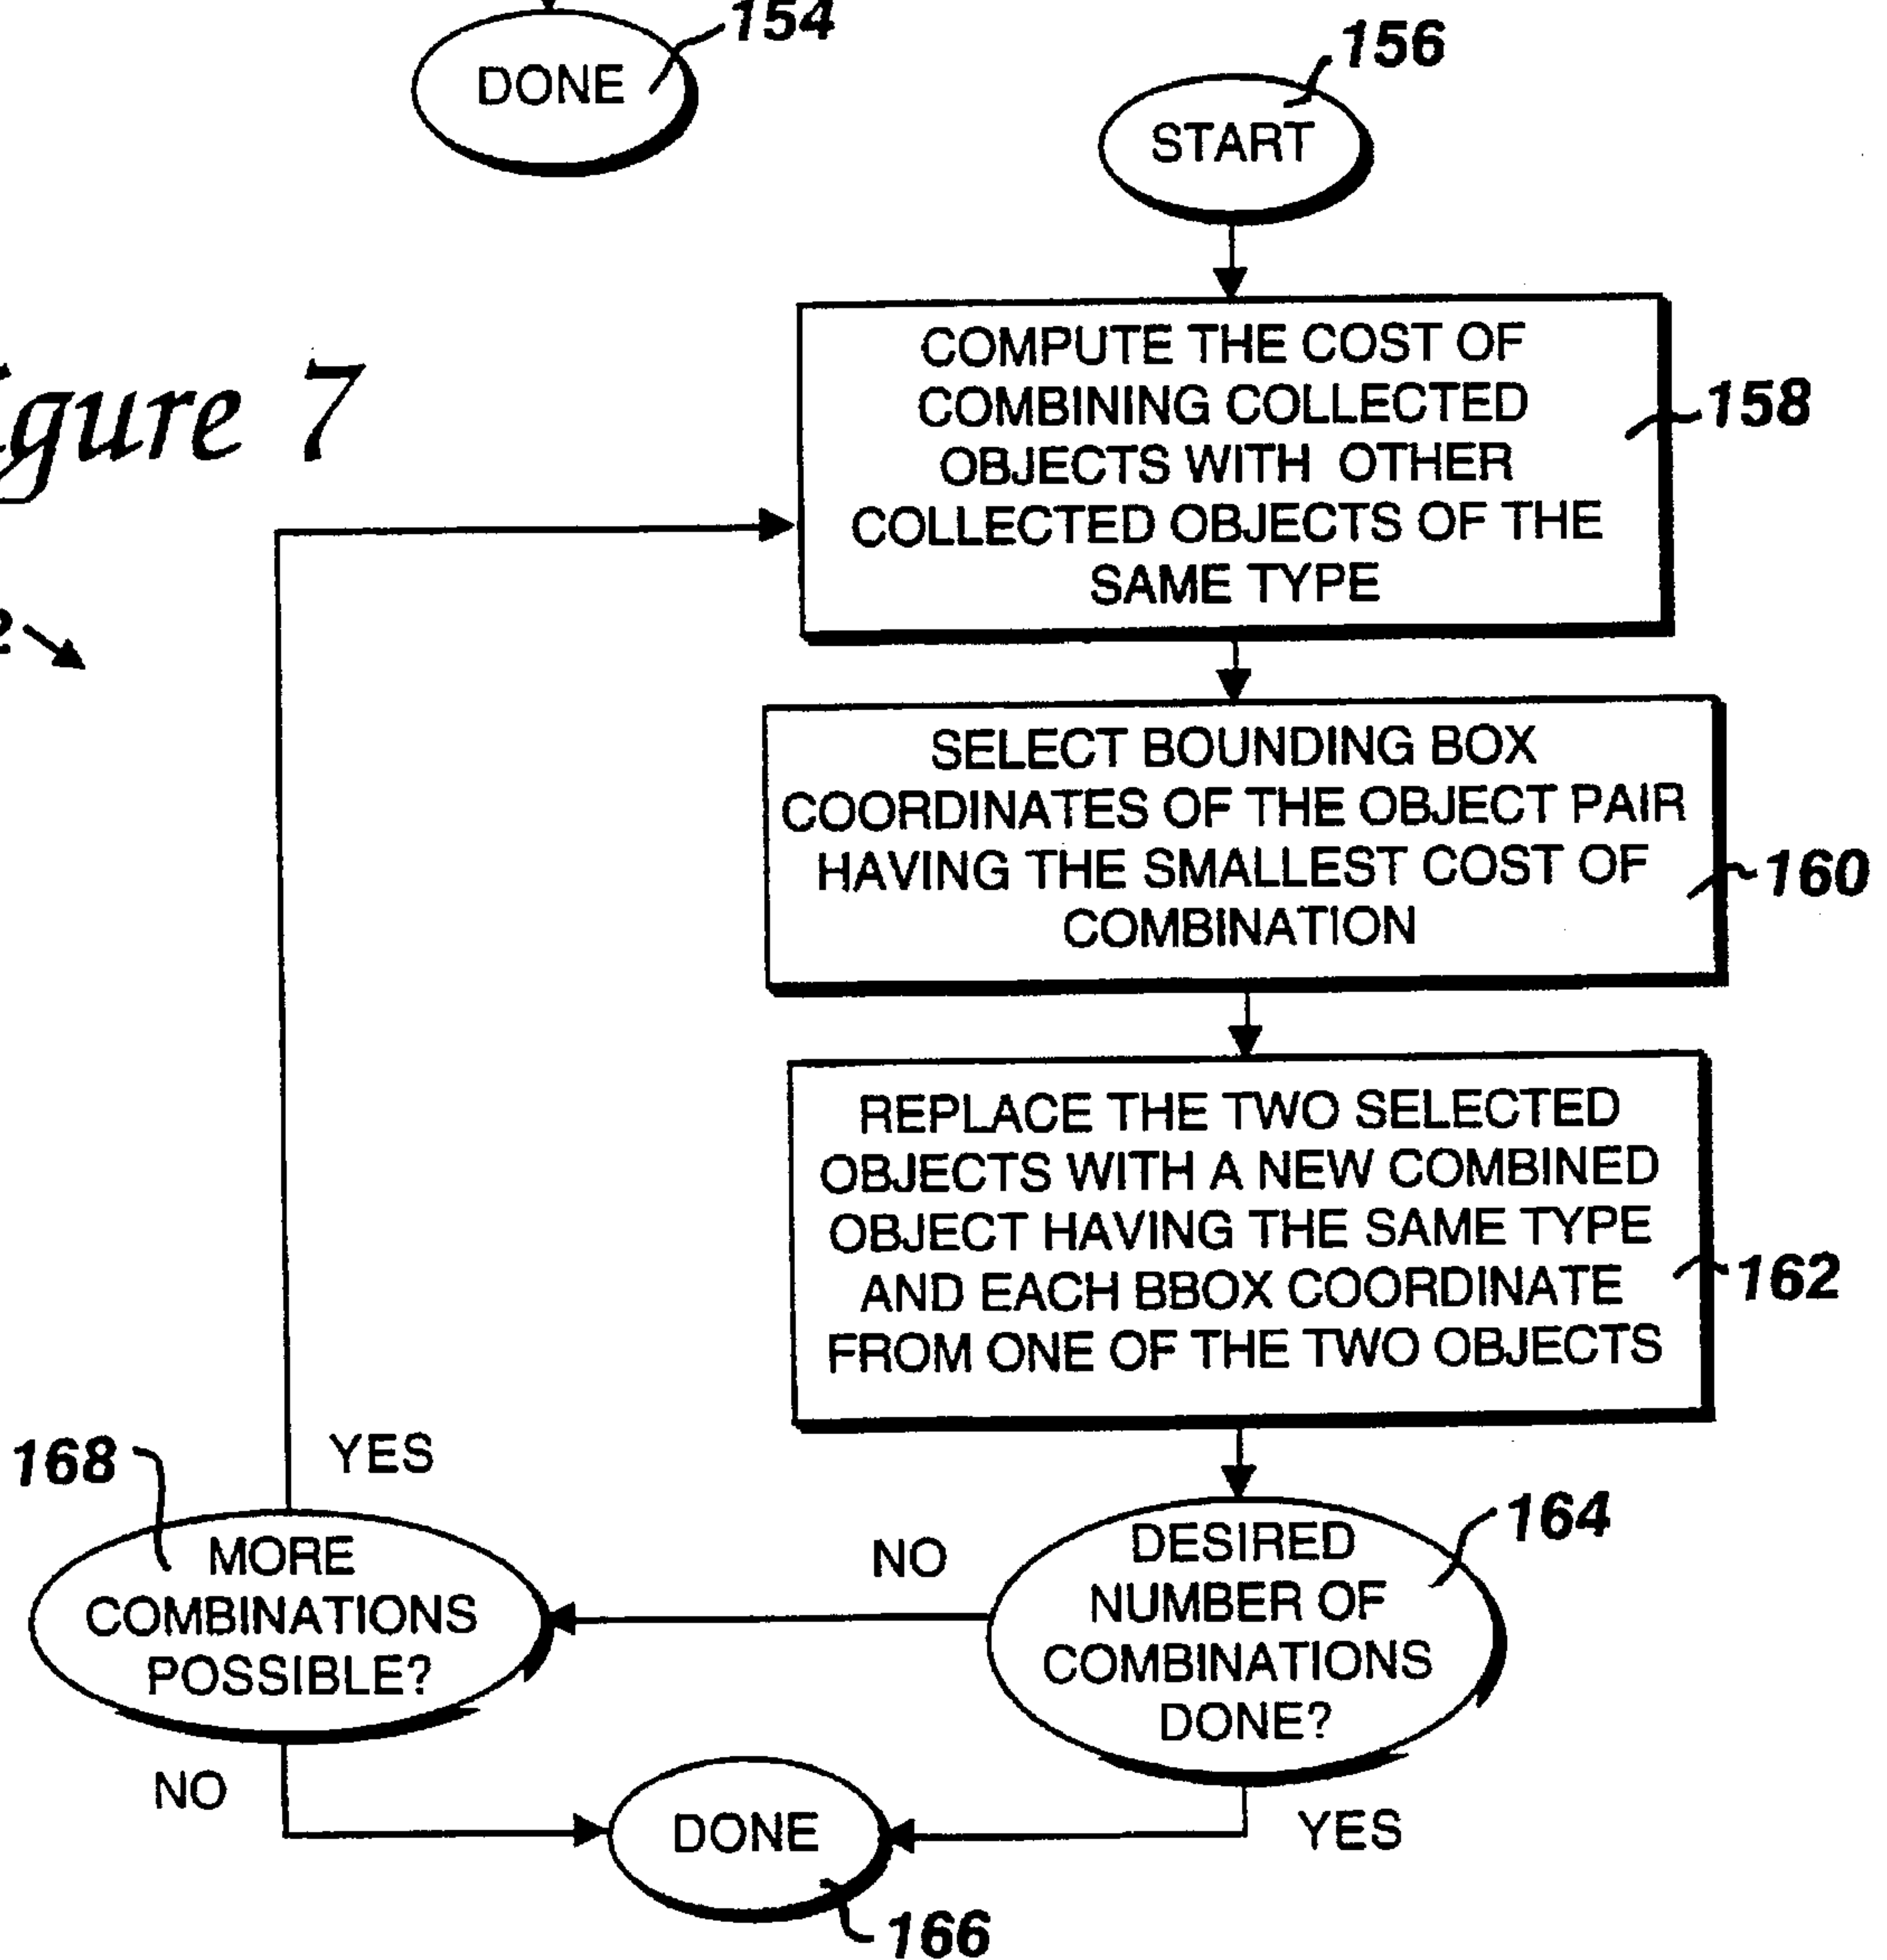 154
DONE
156
START
COMPUTE THE COST OF
COMBINING COLLECTED
OBJECTS WITH OTHER
COLLECTED OBJECTS OF THE
SAME TYPE
158
gure 7
2
SELECT BOUNDING BOX
COORDINATES OF THE OBJECT PAIR
HAVING THE SMALLEST COST OF
COMBINATION
160
REPLACE THE TWO SELECTED
OBJECTS WITH A NEW COMBINED
OBJECT HAVING THE SAME TYPE
AND EACH BBOX COORDINATE
FROM ONE OF THE TWO OBJECTS
162
168
YES
MORE
COMBINATIONS
POSSIBLE?
NO
DESIRED
NUMBER OF
COMBINATIONS
DONE?
164
NO
DONE
YES
166